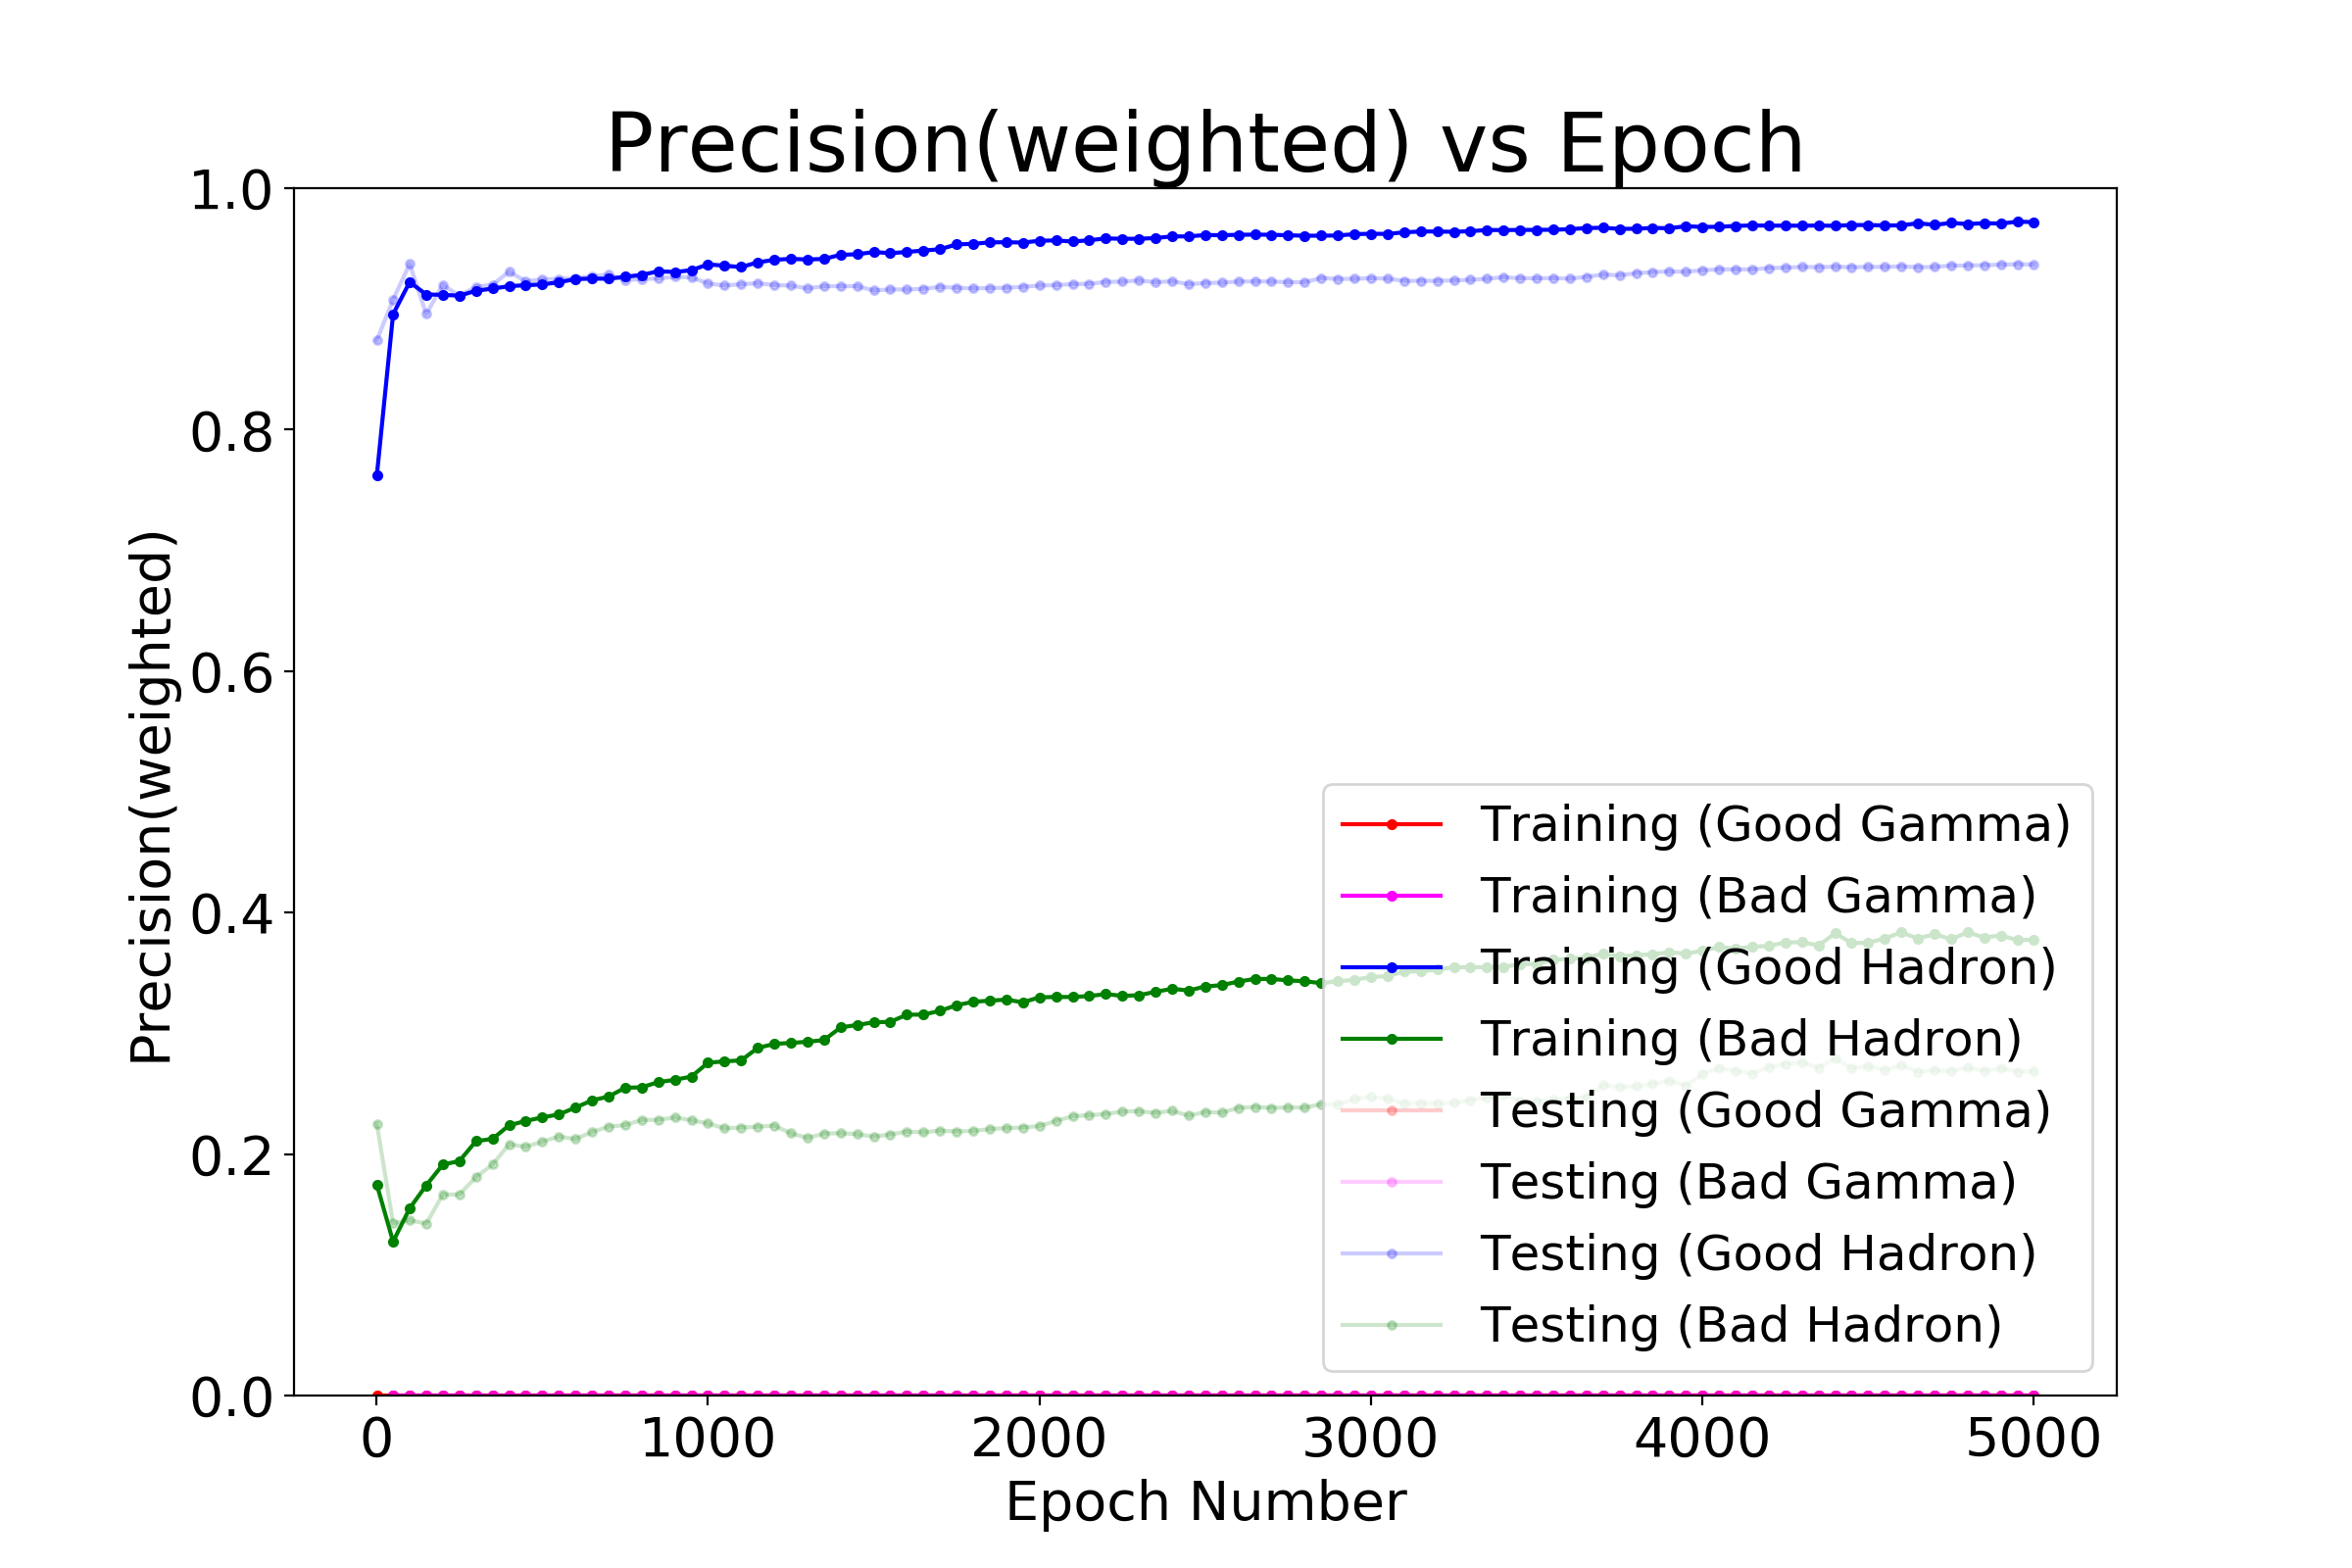 Precision(weighted) vs Epoch
Precision(weighted)
1.0
0.8
0.6
0.4
0.2
0.0
Training (Good Gamma)
Training (Bad Gamma)
Training (Good Hadron)
Training (Bad Hadron)
Testing (Good Gamma)
Testing (Bad Gamma)
Testing (Good Hadron)
Testing (Bad Hadron)
0 1000 2000 3000 4000 5000
Epoch Number